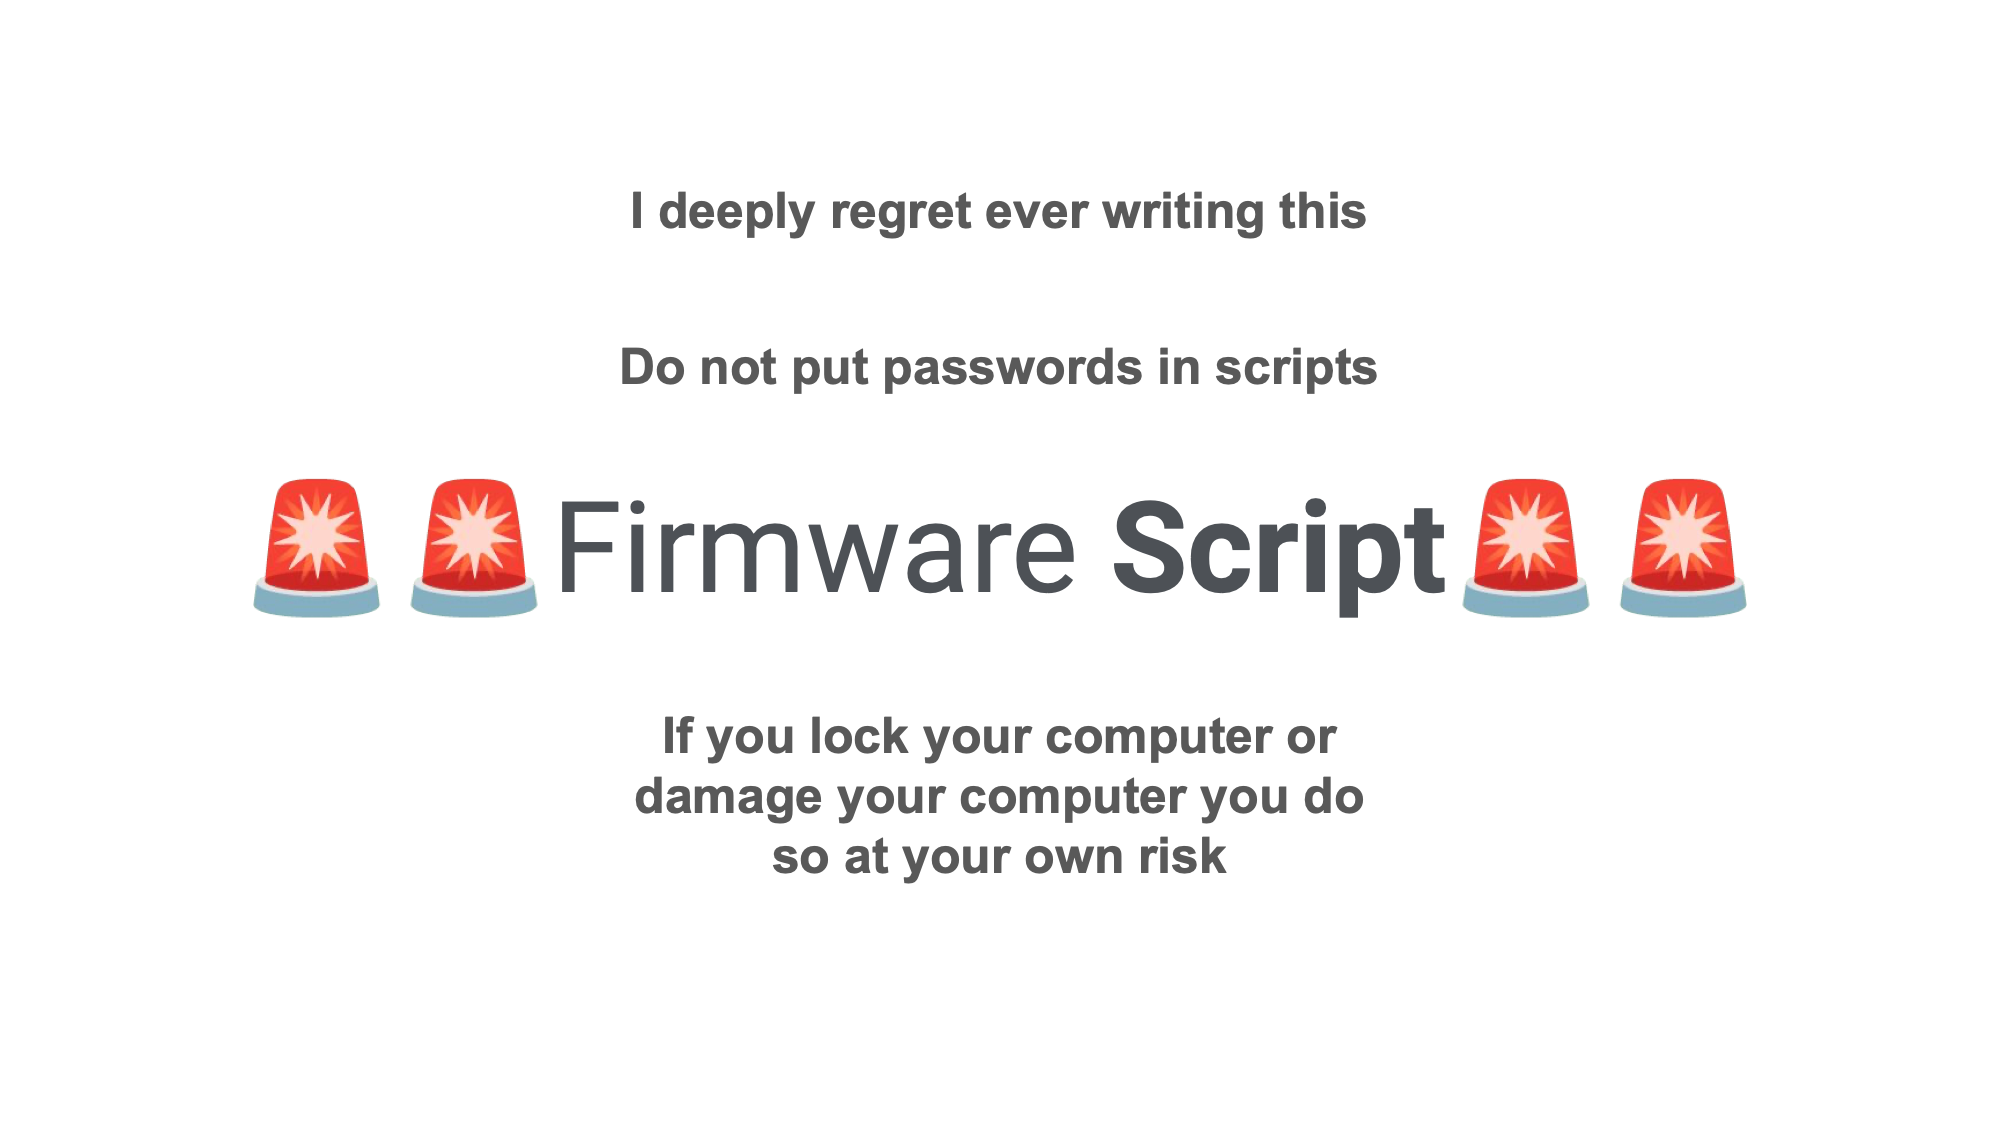 I deeply regret ever writing this
Do not put passwords in scripts
🚨🚨Firmware Script🚨🚨
If you lock your computer or
damage your computer you do
so at your own risk